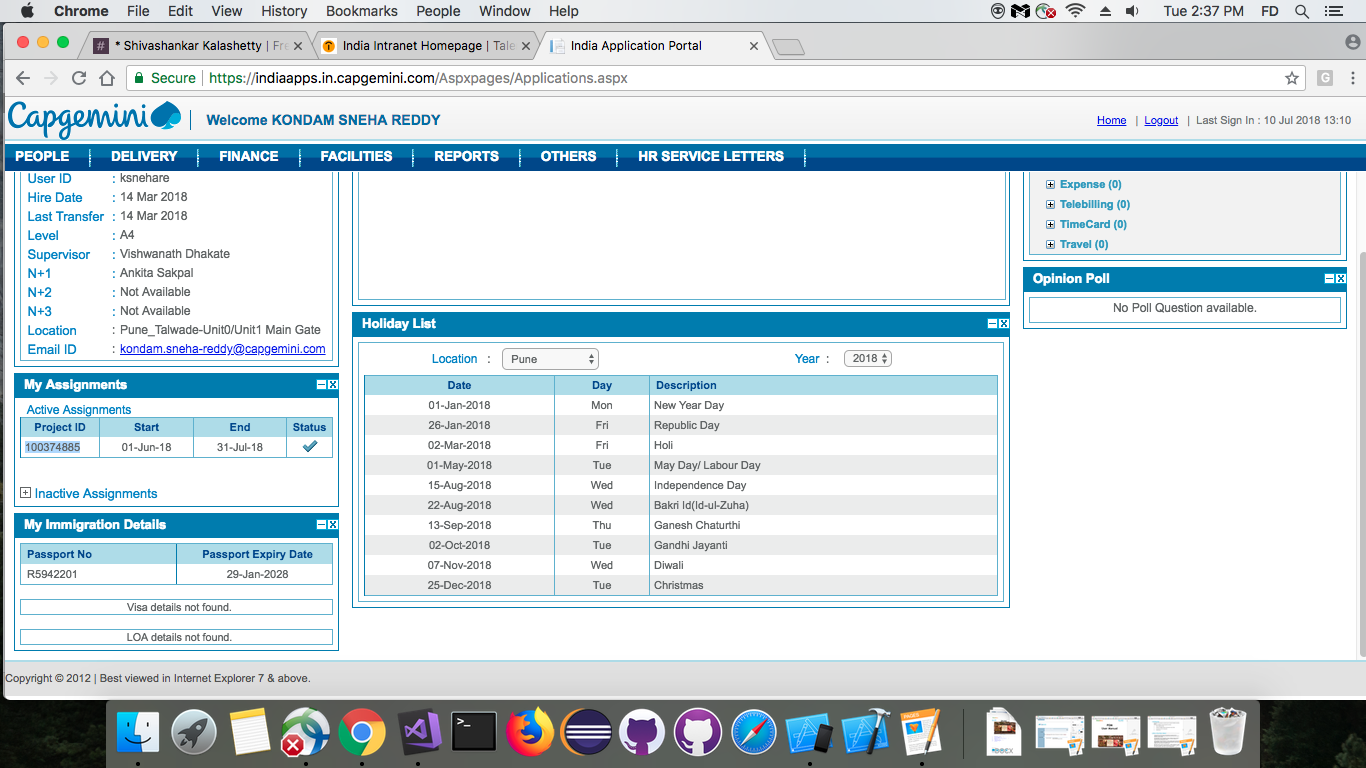 Chrome File Edit View History Bookmarks People Window Help Tue 2:37 PM FD
* Shivashankar Kalashetty | Fre
India Intranet Homepage | Tale
India Application Portal
Secure https://indiaapps.in.capgemini.com/Aspxpages/Applications.aspx
Capgemini Welcome KONDAM SNEHA REDDY Home | Logout | Last Sign In : 10 Jul 2018 13:10
PEOPLE DELIVERY FINANCE FACILITIES REPORTS OTHERS HR SERVICE LETTERS
User ID : ksnehare
Hire Date : 14 Mar 2018
Last Transfer : 14 Mar 2018
Level : A4
Supervisor : Vishwanath Dhakate
N+1 : Ankita Sakpal
N+2 : Not Available
N+3 : Not Available
Location : Pune_Talwade-Unit0/Unit1 Main Gate
Email ID : kondam.sneha-reddy@capgemini.com
My Assignments
Active Assignments
Project ID Start End Status
100374885 01-Jun-18 31-Jul-18
Inactive Assignments
My Immigration Details
Passport No Passport Expiry Date
R5942201 29-Jan-2028
Visa details not found.
LOA details not found.
Holiday List
Location : Pune Year : 2018
Date Day Description
01-Jan-2018 Mon New Year Day
26-Jan-2018 Fri Republic Day
02-Mar-2018 Fri Holi
01-May-2018 Tue May Day/ Labour Day
15-Aug-2018 Wed Independence Day
22-Aug-2018 Wed Bakri Id(Id-ul-Zuha)
13-Sep-2018 Thu Ganesh Chaturthi
02-Oct-2018 Tue Gandhi Jayanti
07-Nov-2018 Wed Diwali
25-Dec-2018 Tue Christmas
Expense (0)
Telebilling (0)
TimeCard (0)
Travel (0)
Opinion Poll
No Poll Question available.
Copyright © 2012 | Best viewed in Internet Explorer 7 & above.
PAGES